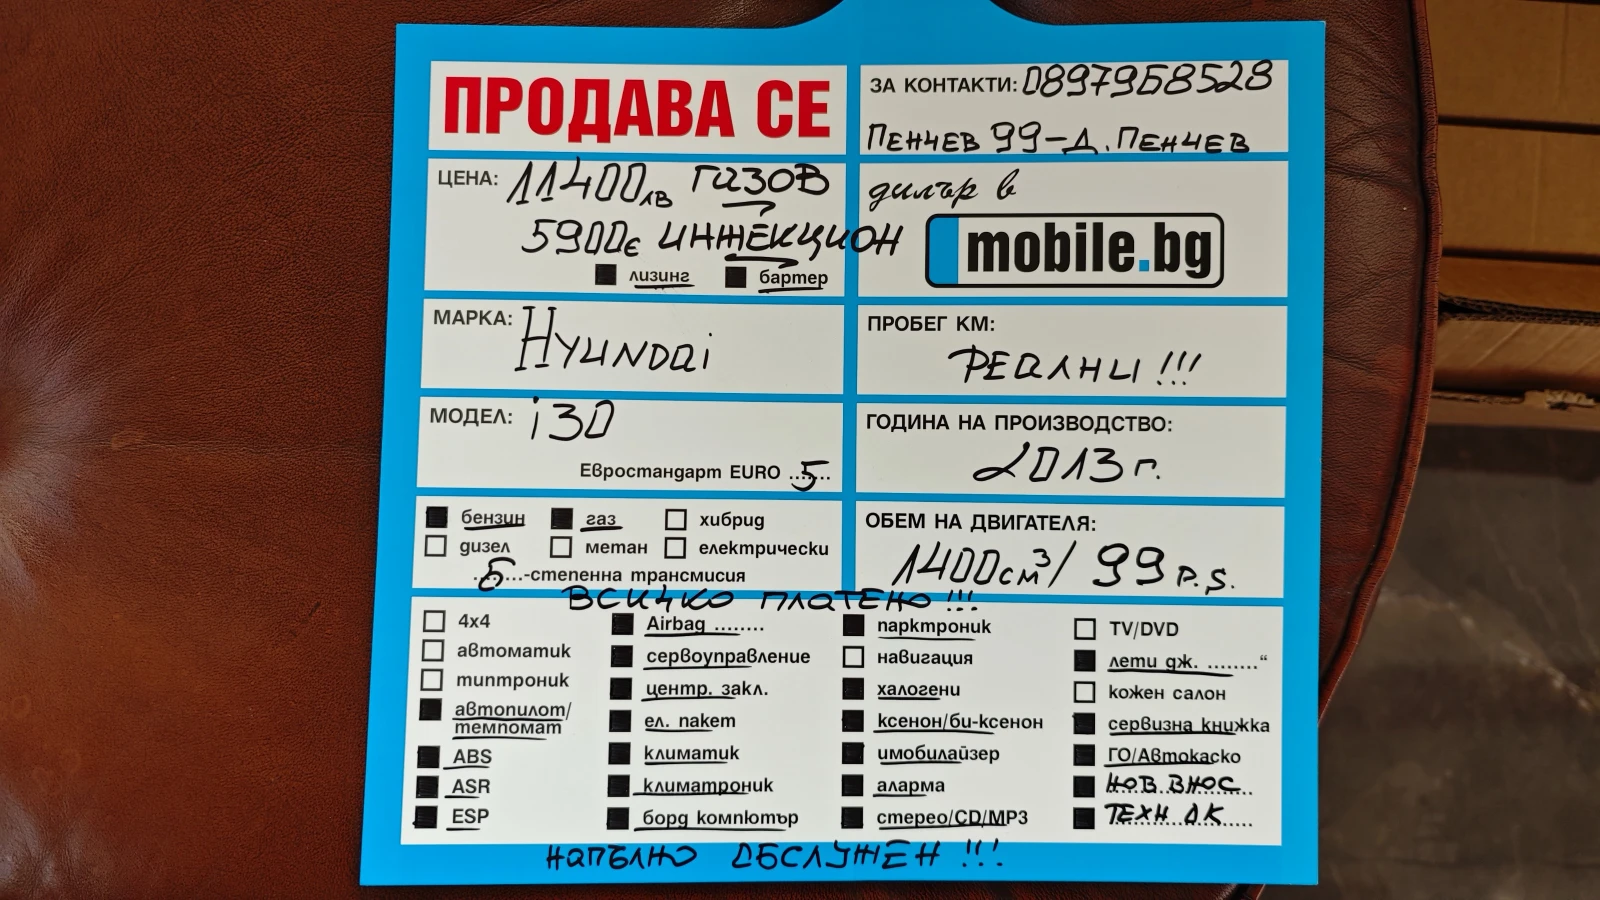 ПРОДАВА СЕ
ЗА КОНТАКТИ: 0897958528
ПЕНЧЕВ 99-Д. ПЕНЧЕВ
ЦЕНА: 11400лв ГАЗОВ
5900€ ИНЖЕКЦИОН
лизинг бартер
дилър в
mobile.bg
МАРКА: Hyundai
ПРОБЕГ КМ:
РЕАЛНИ!!!
МОДЕЛ: i30
Евростандарт EURO ..5..
ГОДИНА НА ПРОИЗВОДСТВО:
2013г.
бензин газ хибрид
дизел метан електрически
..6..-степенна трансмисия
ОБЕМ НА ДВИГАТЕЛЯ:
1400см³/ 99 P.S.
ВСИЧКО ПЛАТЕНО!!!
4x4
автоматик
типтроник
автопилот/
темпомат
ABS
ASR
ESP
Airbag ........
сервоуправление
центр. закл.
ел. пакет
климатик
климатроник
борд компютър
парктроник
навигация
халогени
ксенон/би-ксенон
имобилайзер
аларма
стерео/CD/MP3
TV/DVD
лети дж. ........“
кожен салон
сервизна книжка
ГО/Автокаско
НОВ ВНОС
ТЕХН ДК
НАПЪЛНО ОБСЛУЖЕН!!!